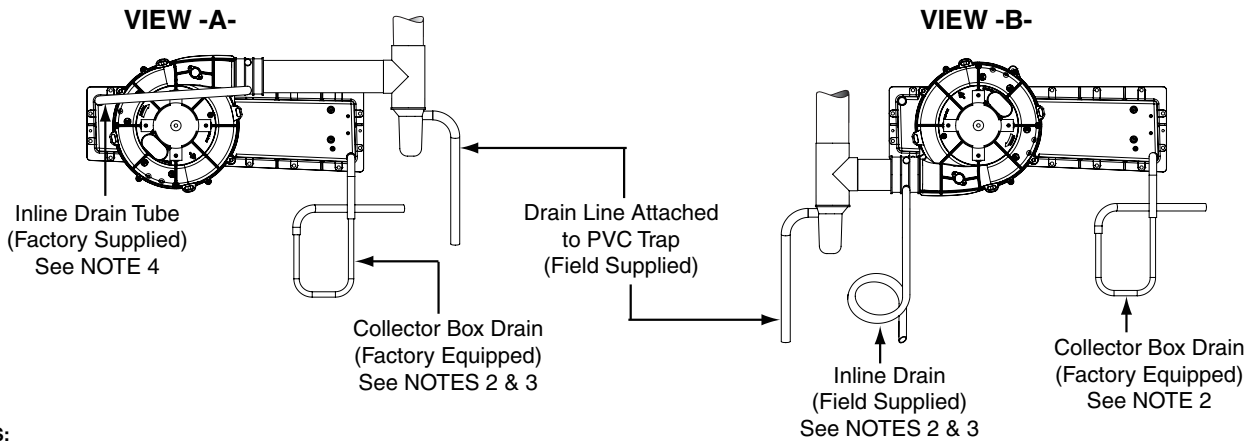 VIEW -A-
VIEW -B-
Inline Drain Tube
(Factory Supplied)
See NOTE 4
Collector Box Drain
(Factory Equipped)
See NOTES 2 & 3
Drain Line Attached
to PVC Trap
(Field Supplied)
Inline Drain
(Field Supplied)
See NOTES 2 & 3
Collector Box Drain
(Factory Equipped)
See NOTE 2
S: